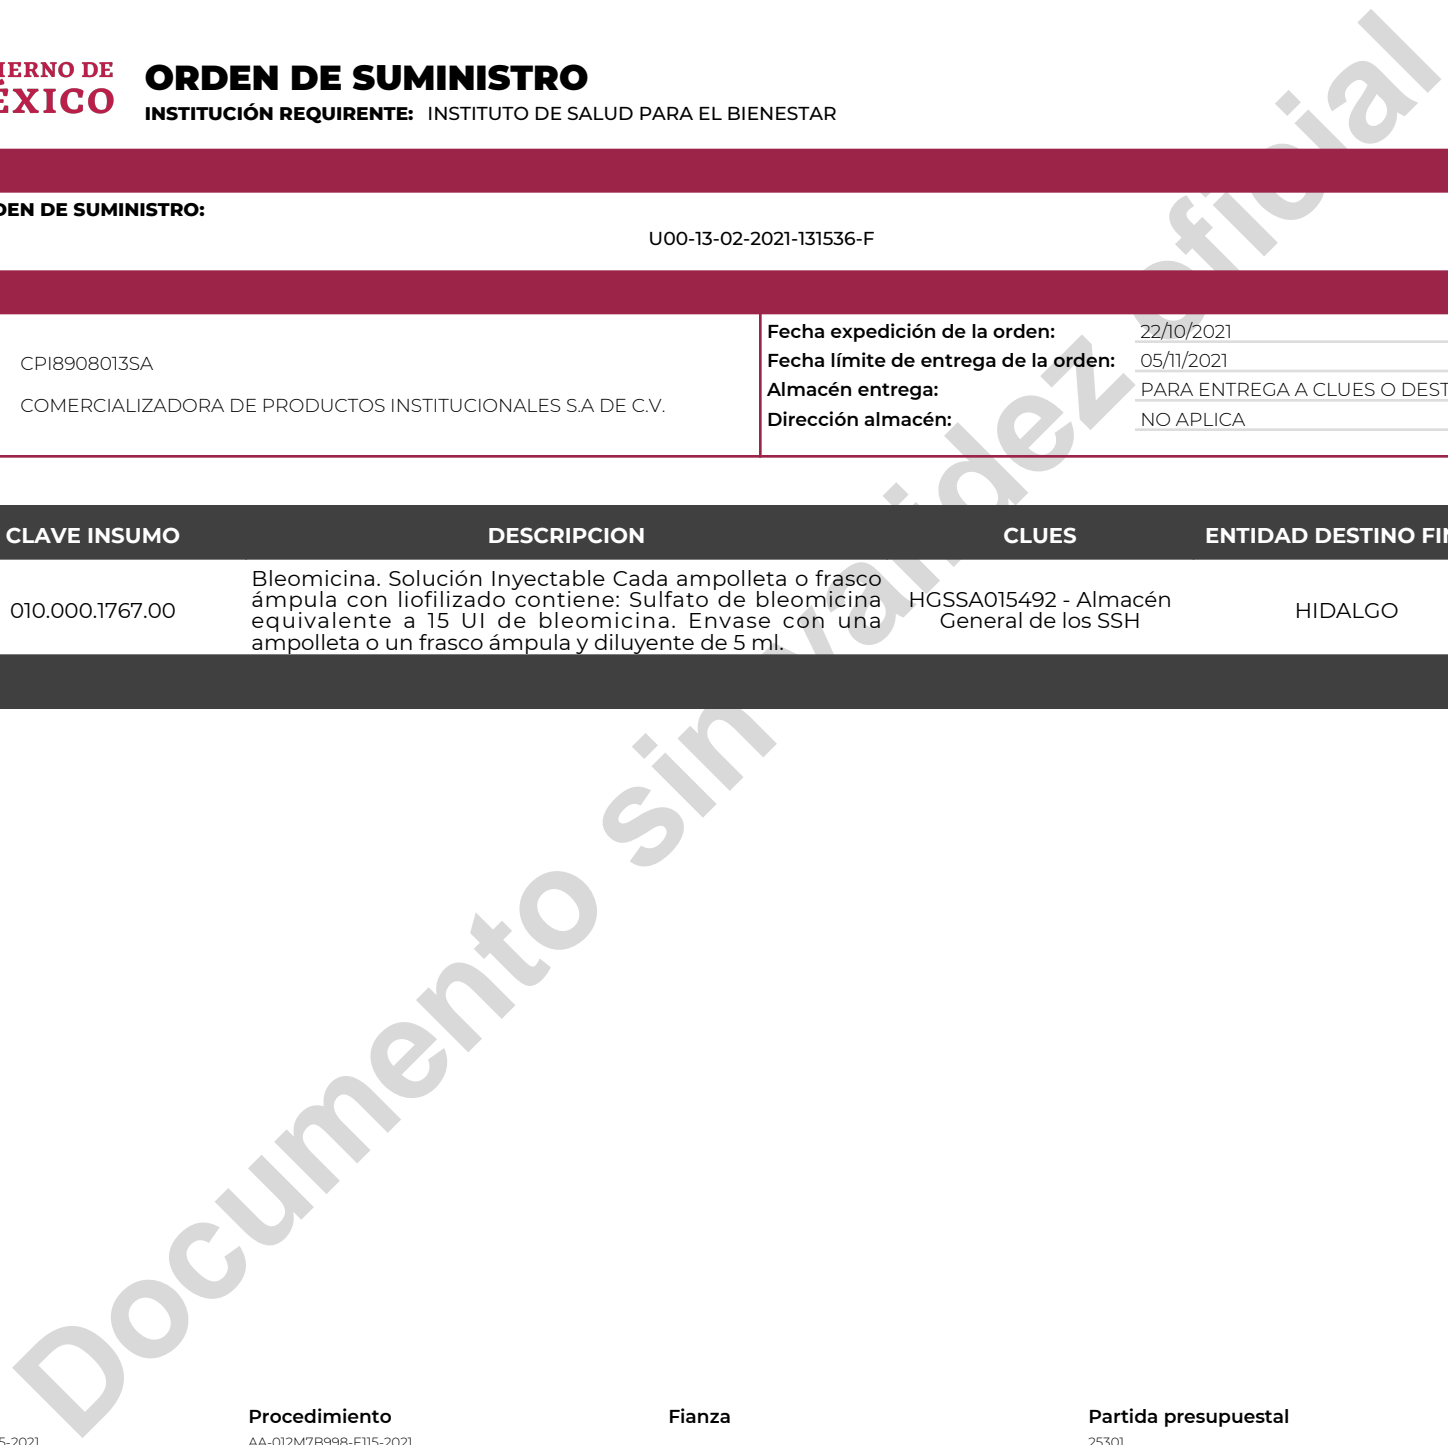 IERNO DE
ÉXICO
ORDEN DE SUMINISTRO
INSTITUCIÓN REQUIRENTE: INSTITUTO DE SALUD PARA EL BIENESTAR
DEN DE SUMINISTRO:
U00-13-02-2021-131536-F
CPI8908013SA
COMERCIALIZADORA DE PRODUCTOS INSTITUCIONALES S.A DE C.V.
Fecha expedición de la orden: 22/10/2021
Fecha límite de entrega de la orden: 05/11/2021
Almacén entrega: PARA ENTREGA A CLUES O DEST
Dirección almacén: NO APLICA
CLAVE INSUMO DESCRIPCION CLUES ENTIDAD DESTINO FIN
010.000.1767.00
Bleomicina. Solución Inyectable Cada ampolleta o frasco
ámpula con liofilizado contiene: Sulfato de bleomicina
equivalente a 15 UI de bleomicina. Envase con una
ampolleta o un frasco ámpula y diluyente de 5 ml.
HGSSA015492 - Almacén
General de los SSH
HIDALGO
Documento sin validez oficial
Procedimiento Fianza Partida presupuestal
5-2021 AA-012M7B998-E115-2021 25301